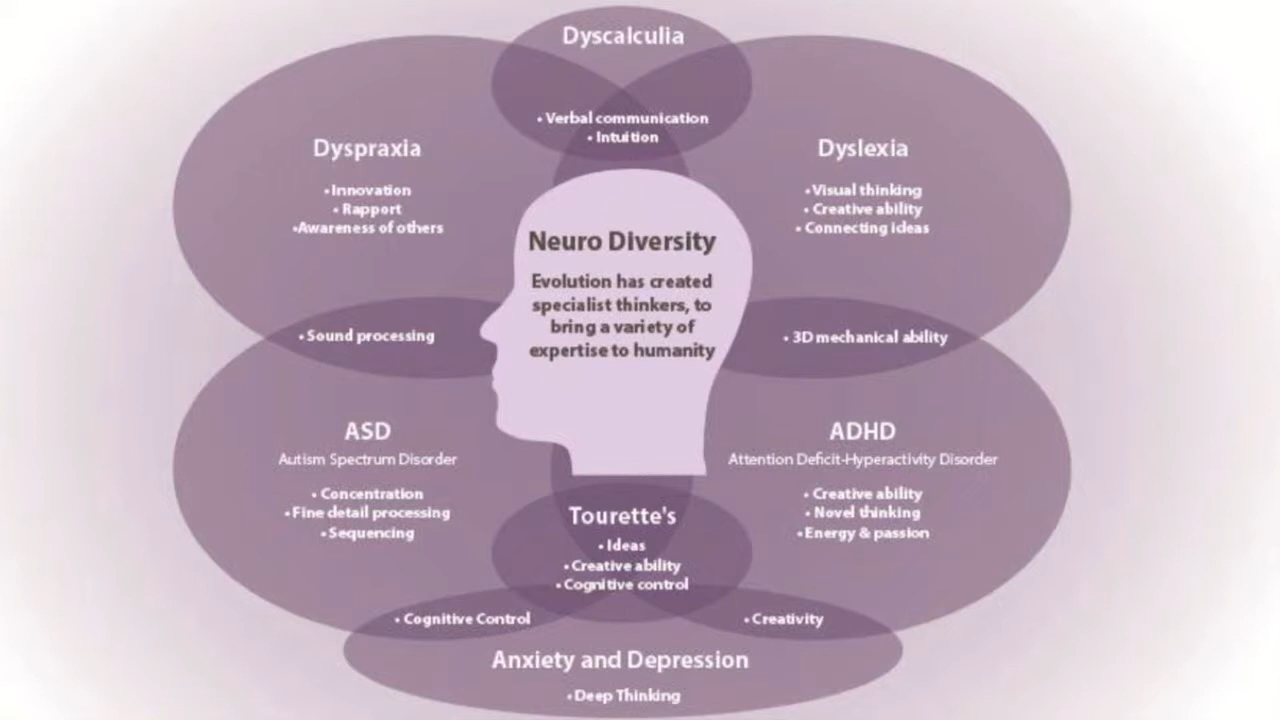 Dyscalculia
• Verbal communication
• Intuition
Dyspraxia
• Innovation
• Rapport
•Awareness of others
Dyslexia
• Visual thinking
• Creative ability
• Connecting ideas
Neuro Diversity
Evolution has created
specialist thinkers, to
bring a variety of
expertise to humanity
• Sound processing
• 3D mechanical ability
ASD
Autism Spectrum Disorder
• Concentration
• Fine detail processing
• Sequencing
ADHD
Attention Deficit-Hyperactivity Disorder
• Creative ability
• Novel thinking
• Energy & passion
Tourette's
• Ideas
• Creative ability
• Cognitive control
• Cognitive Control
• Creativity
Anxiety and Depression
• Deep Thinking